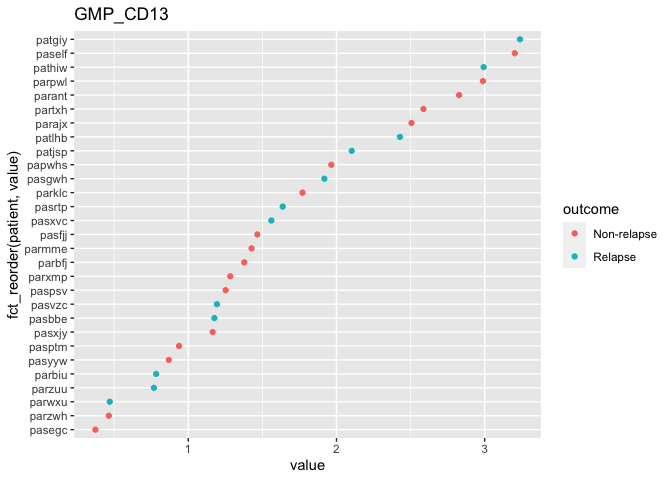 GMP_CD13
fct_reorder(patient, value)
patgiy
paself
pathiw
parpwl
parant
partxh
parajx
patlhb
patjsp
papwhs
pasgwh
parklc
pasrtp
pasxvc
pasfjj
parmme
parbfj
parxmp
paspsv
pasvzc
pasbbe
pasxjy
pasptm
pasyyw
parbiu
parzuu
parwxu
parzwh
pasegc
1 2 3
value
outcome
Non-relapse
Relapse